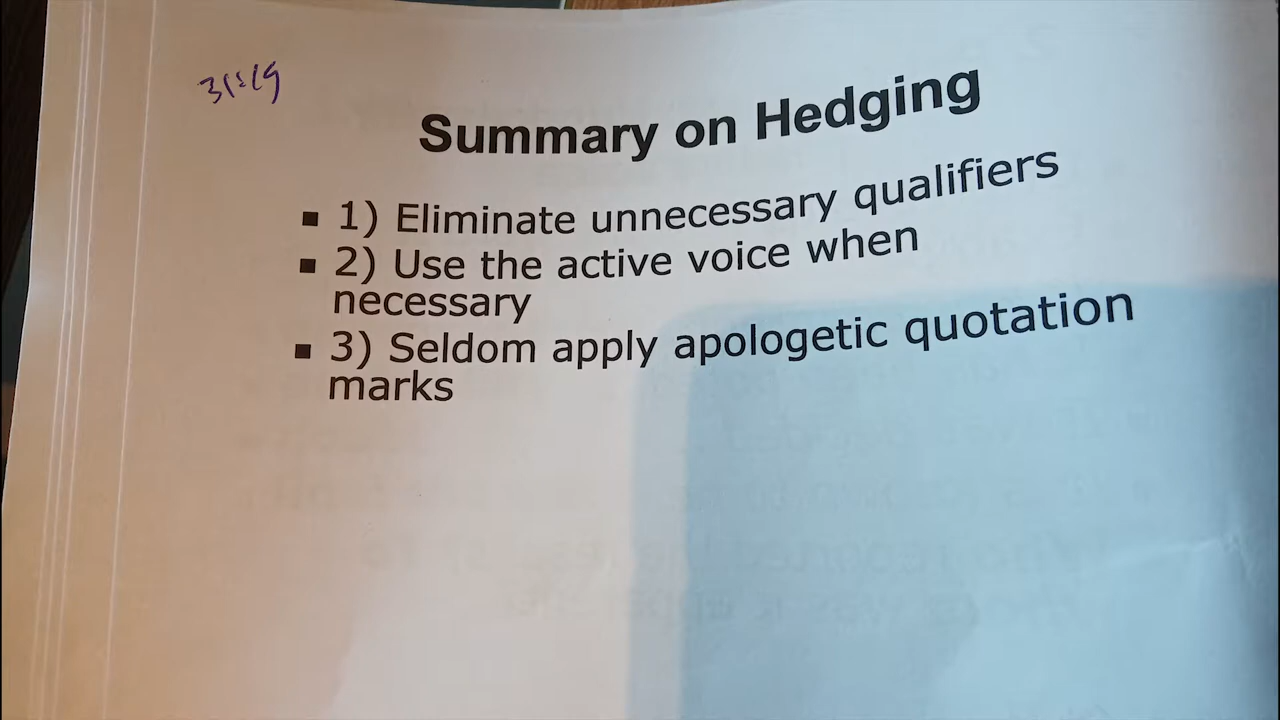 31:19
Summary on Hedging
▪ 1) Eliminate unnecessary qualifiers
▪ 2) Use the active voice when
necessary
▪ 3) Seldom apply apologetic quotation
marks